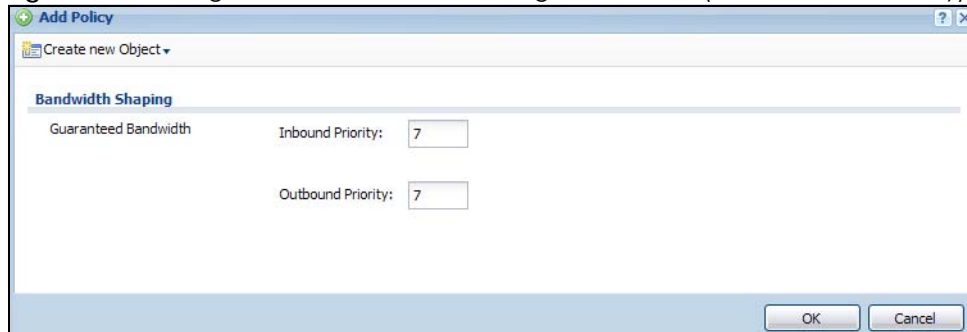 Add Policy
Create new Object
Bandwidth Shaping
Guaranteed Bandwidth Inbound Priority: 7
Outbound Priority: 7
OK Cancel